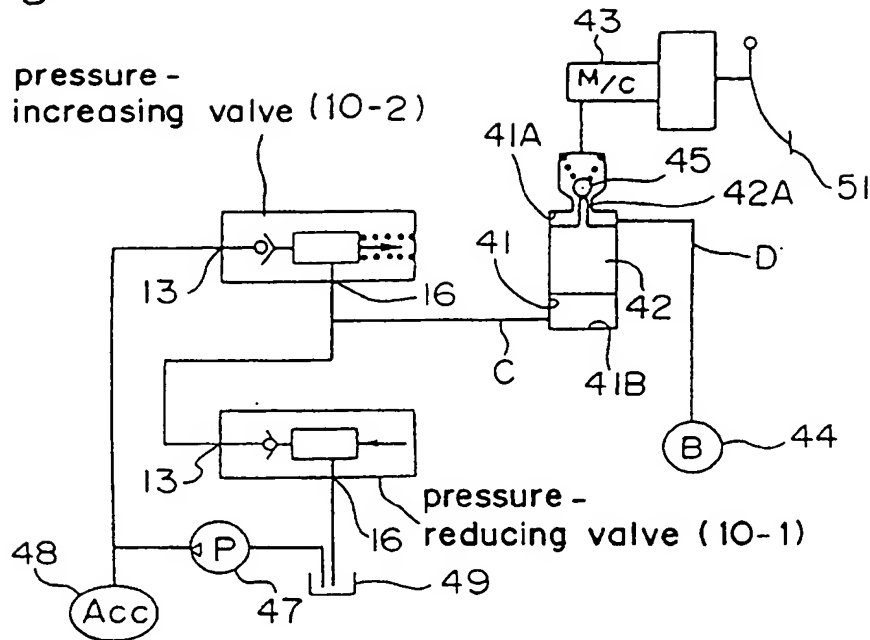 g
43
pressure-
increasing valve (10-2)
M/C
41A
45
42A
51
13
16
41
42
D
C
41B
13
16
pressure-
reducing valve (10-1)
B
44
48
P
49
Acc
47